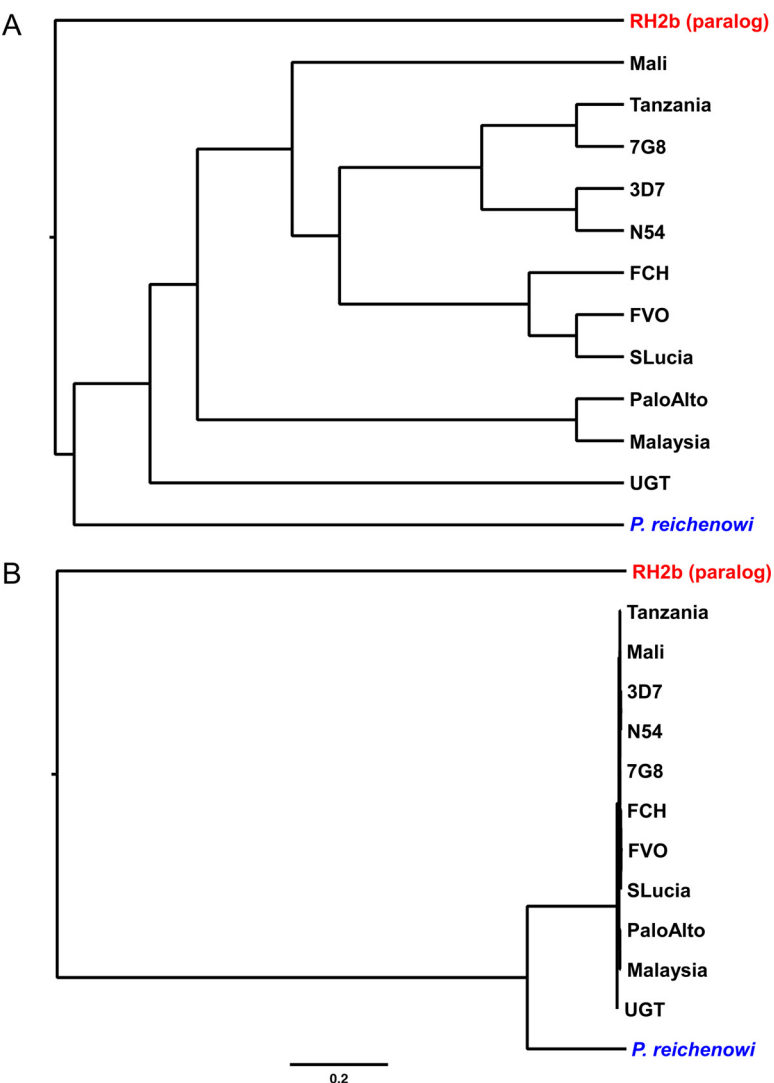 A
RH2b (paralog)
Mali
Tanzania
7G8
3D7
N54
FCH
FVO
SLucia
PaloAlto
Malaysia
UGT
P. reichenowi
B
RH2b (paralog)
Tanzania
Mali
3D7
N54
7G8
FCH
FVO
SLucia
PaloAlto
Malaysia
UGT
P. reichenowi
0.2